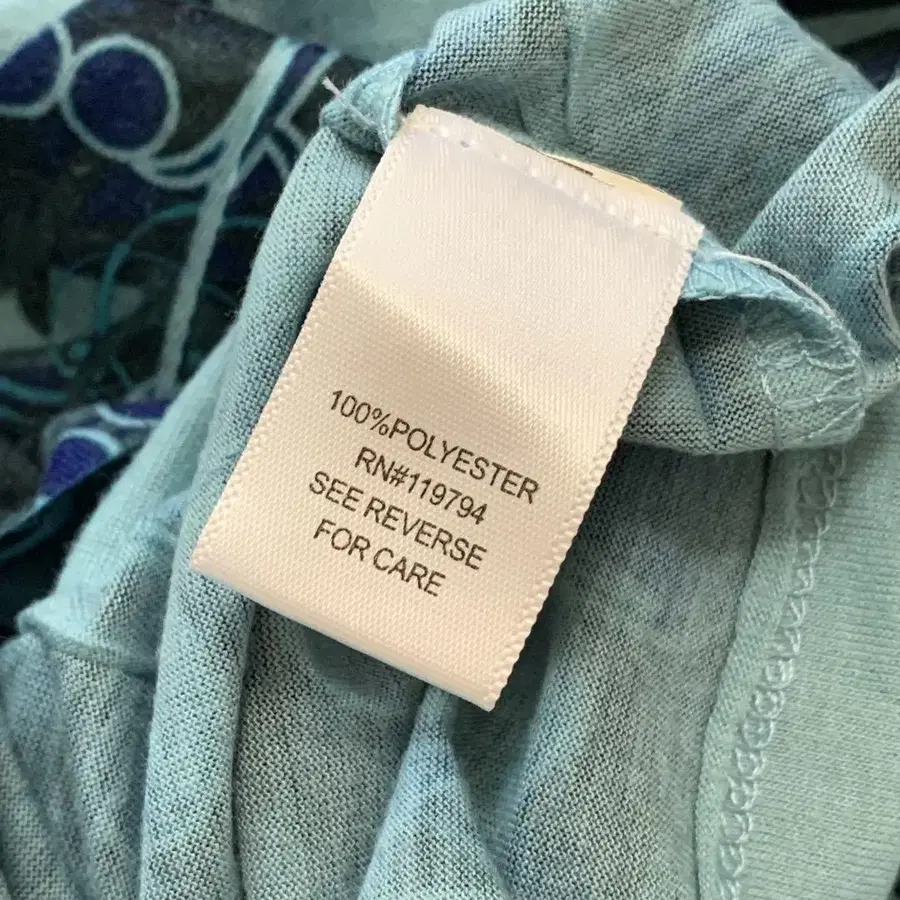 100%POLYESTER
RN#119794
SEE REVERSE
FOR CARE